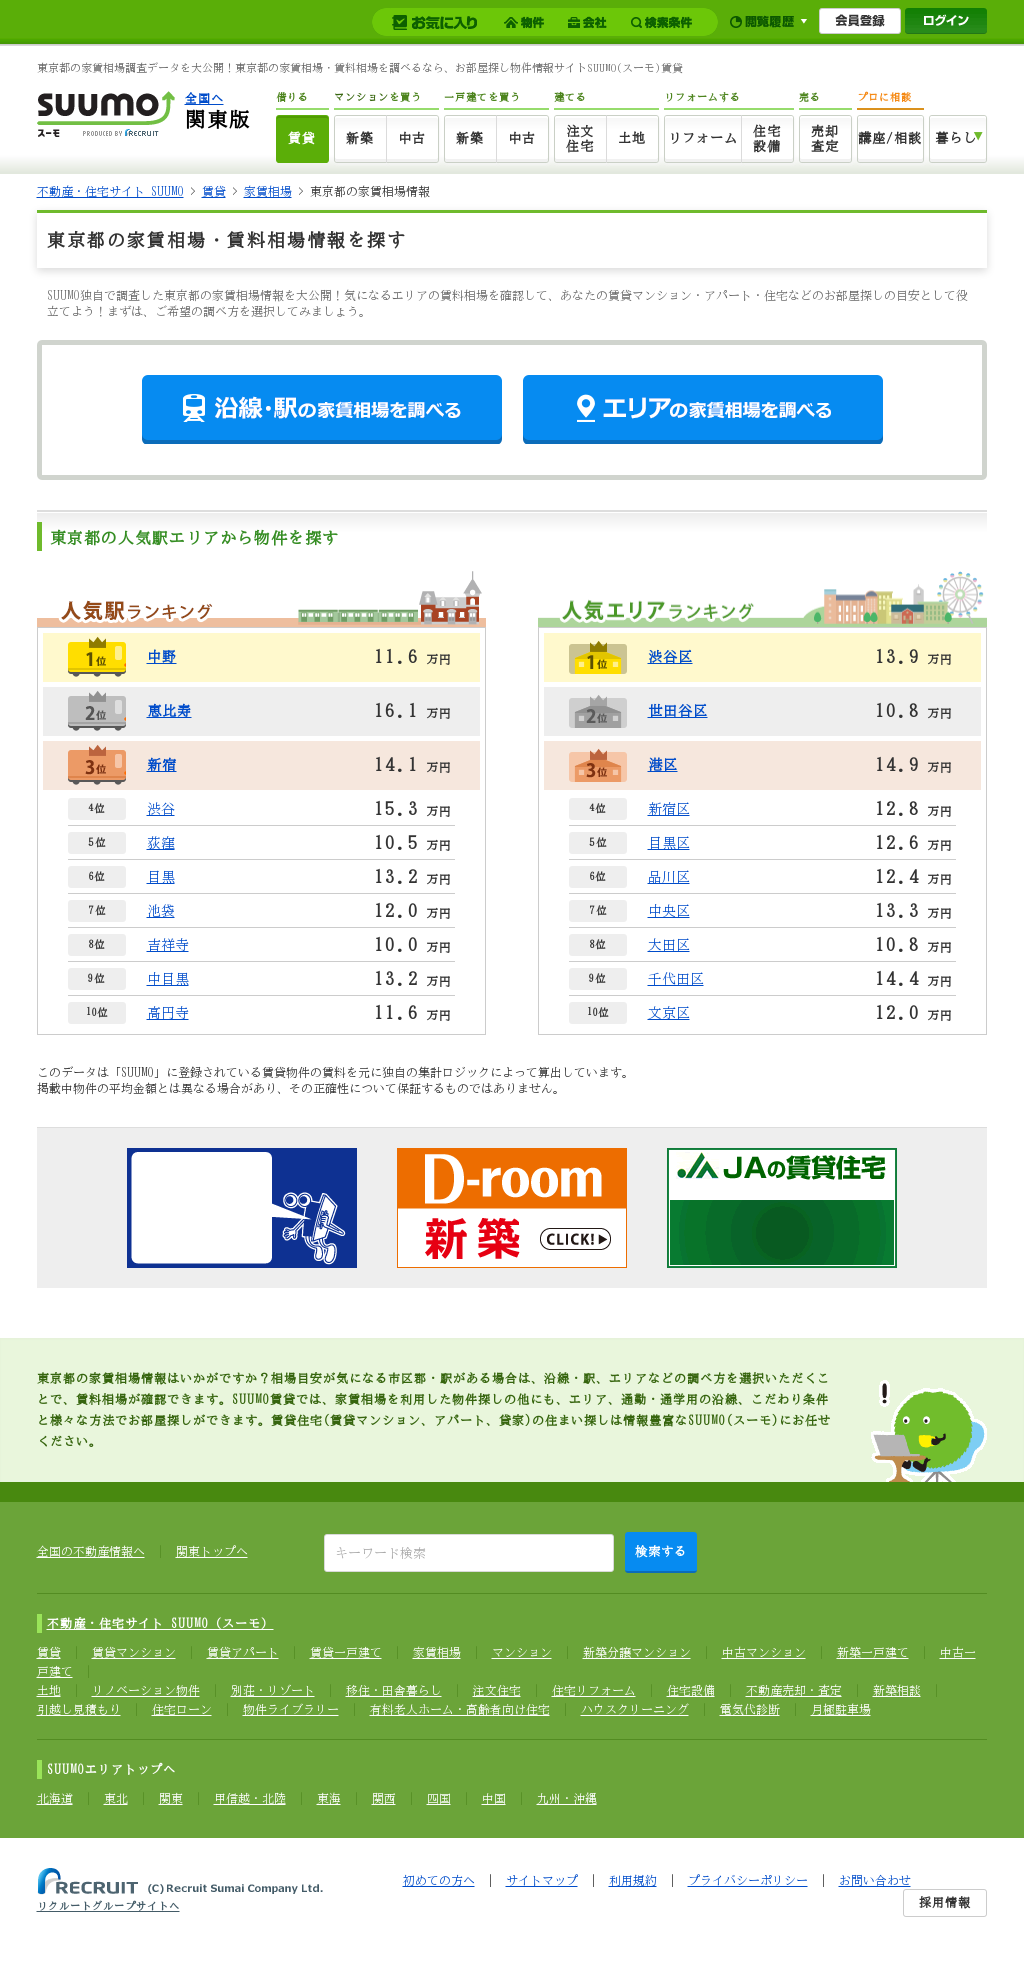 お気に入り 物件 会社 検索条件 閲覧履歴 会員登録 ログイン
東京都の家賃相場調査データを大公開！東京都の家賃相場・賃料相場を調べるなら、お部屋探し物件情報サイトSUUMO(スーモ)賃貸
SUUMO
スーモ PRODUCED BY RECRUIT
全国へ
関東版
借りる マンションを買う 一戸建てを買う 建てる リフォームする 売る プロに相談
賃貸 新築 中古 新築 中古 注文住宅 土地 リフォーム 住宅設備 売却査定 講座/相談 暮らし
不動産・住宅サイト SUUMO > 賃貸 > 家賃相場 > 東京都の家賃相場情報
東京都の家賃相場・賃料相場情報を探す
SUUMO独自で調査した東京都の家賃相場情報を大公開！気になるエリアの賃料相場を確認して、あなたの賃貸マンション・アパート・住宅などのお部屋探しの目安として役
立てよう！まずは、ご希望の調べ方を選択してみましょう。
沿線・駅の家賃相場を調べる
エリアの家賃相場を調べる
東京都の人気駅エリアから物件を探す
人気駅ランキング
1位 中野 11.6 万円
2位 恵比寿 16.1 万円
3位 新宿 14.1 万円
4位 渋谷 15.3 万円
5位 荻窪 10.5 万円
6位 目黒 13.2 万円
7位 池袋 12.0 万円
8位 吉祥寺 10.0 万円
9位 中目黒 13.2 万円
10位 高円寺 11.6 万円
人気エリアランキング
1位 渋谷区 13.9 万円
2位 世田谷区 10.8 万円
3位 港区 14.9 万円
4位 新宿区 12.8 万円
5位 目黒区 12.6 万円
6位 品川区 12.4 万円
7位 中央区 13.3 万円
8位 大田区 10.8 万円
9位 千代田区 14.4 万円
10位 文京区 12.0 万円
このデータは「SUUMO」に登録されている賃貸物件の賃料を元に独自の集計ロジックによって算出しています。
掲載中物件の平均金額とは異なる場合があり、その正確性について保証するものではありません。
D-room
新築 CLICK!
JAの賃貸住宅
東京都の家賃相場情報はいかがですか？相場目安が気になる市区郡・駅がある場合は、沿線・駅、エリアなどの調べ方を選択いただくこ
とで、賃料相場が確認できます。SUUMO賃貸では、家賃相場を利用した物件探しの他にも、エリア、通勤・通学用の沿線、こだわり条件
と様々な方法でお部屋探しができます。賃貸住宅(賃貸マンション、アパート、貸家)の住まい探しは情報豊富なSUUMO(スーモ)にお任せ
ください。
全国の不動産情報へ 関東トップへ キーワード検索 検索する
不動産・住宅サイト SUUMO（スーモ）
賃貸 賃貸マンション 賃貸アパート 賃貸一戸建て 家賃相場 マンション 新築分譲マンション 中古マンション 新築一戸建て 中古一
戸建て
土地 リノベーション物件 別荘・リゾート 移住・田舎暮らし 注文住宅 住宅リフォーム 住宅設備 不動産売却・査定 新築相談
引越し見積もり 住宅ローン 物件ライブラリー 有料老人ホーム・高齢者向け住宅 ハウスクリーニング 電気代診断 月極駐車場
SUUMOエリアトップへ
北海道 東北 関東 甲信越・北陸 東海 関西 四国 中国 九州・沖縄
RECRUIT (C) Recruit Sumai Company Ltd.
リクルートグループサイトへ
初めての方へ | サイトマップ | 利用規約 | プライバシーポリシー | お問い合わせ
採用情報